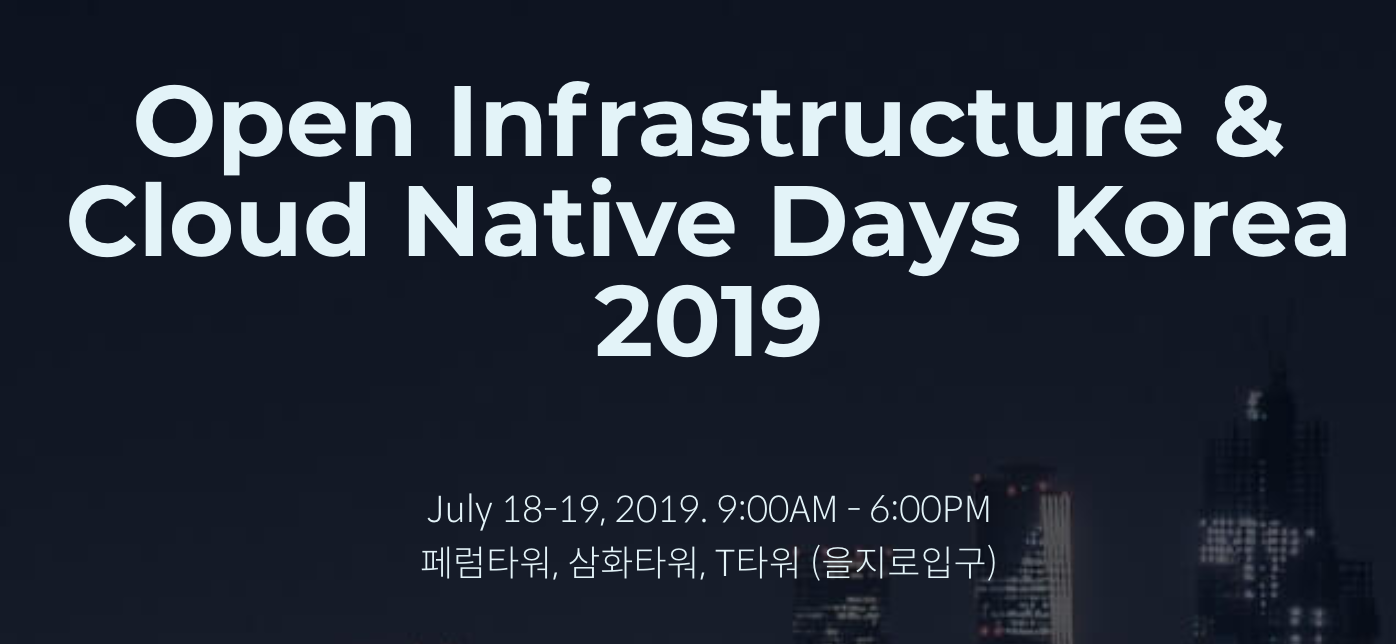 Open Infrastructure &
Cloud Native Days Korea
2019
July 18-19, 2019. 9:00AM - 6:00PM
페럼타워, 삼화타워, T타워 (을지로입구)